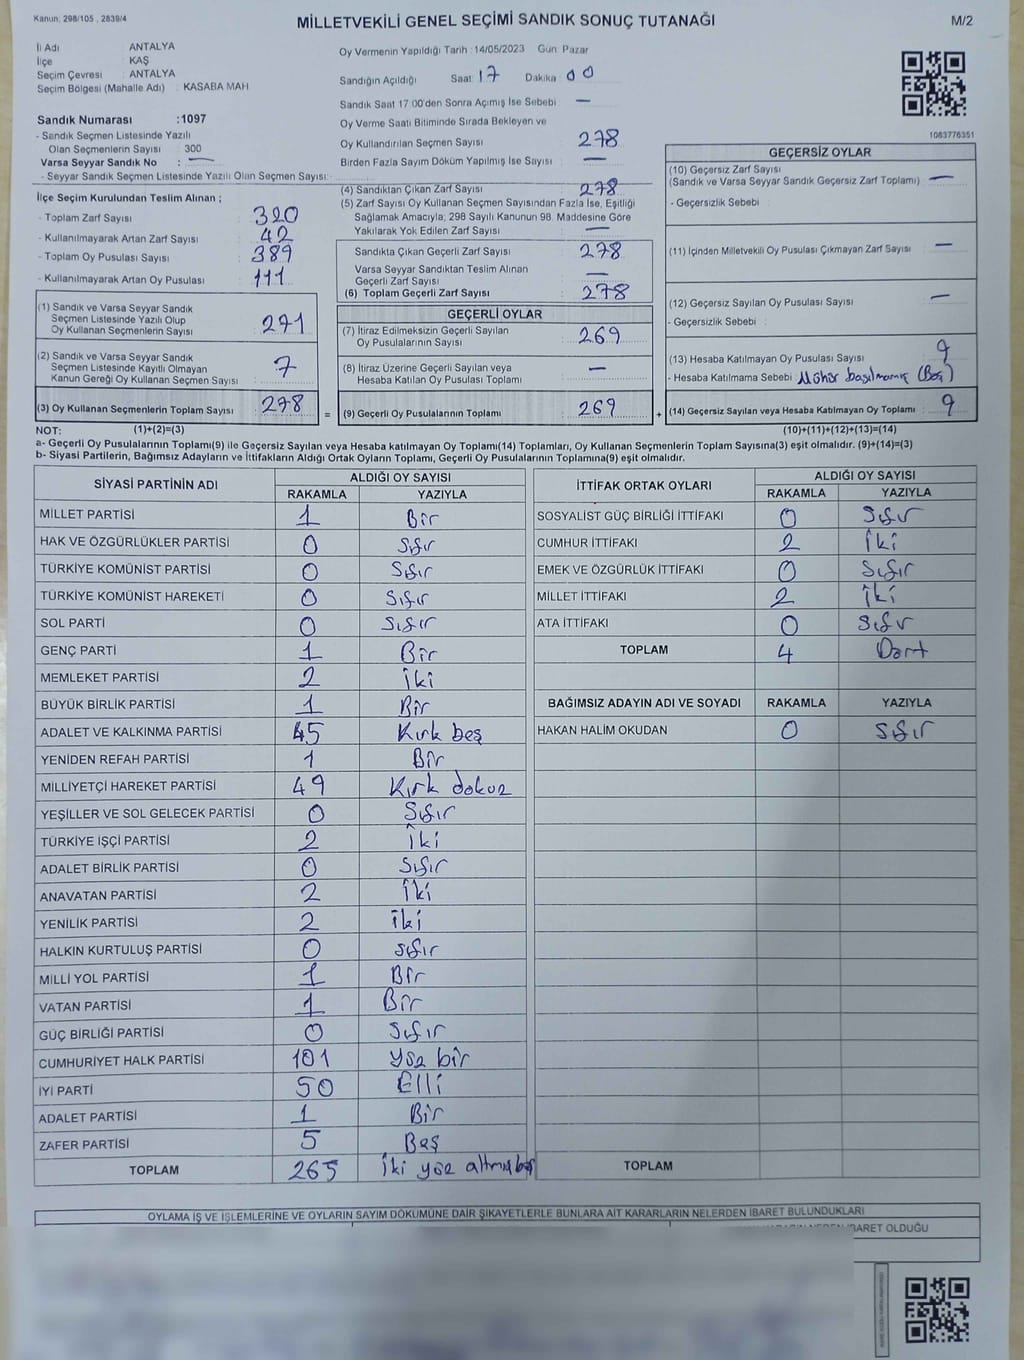 Kanun: 298/105 , 2839/4
MİLLETVEKİLİ GENEL SEÇİMİ SANDIK SONUÇ TUTANAĞI
M/2
İl Adı ANTALYA
İlçe KAŞ
Seçim Çevresi : ANTALYA
Seçim Bölgesi (Mahalle Adı) : KASABA MAH
Sandık Numarası :1097
- Sandık Seçmen Listesinde Yazılı
Olan Seçmenlerin Sayısı : 300
Varsa Seyyar Sandık No : —
- Seyyar Sandık Seçmen Listesinde Yazılı Olan Seçmen Sayısı:
Oy Vermenin Yapıldığı Tarih : 14/05/2023 Gün: Pazar
Sandığın Açıldığı Saat: 17 Dakika: 00
Sandık Saat 17:00'den Sonra Açımış İse Sebebi —
Oy Verme Saati Bitiminde Sırada Bekleyen ve
Oy Kullandırılan Seçmen Sayısı : 278
Birden Fazla Sayım Döküm Yapılmış İse Sayısı : —
1083776351
İlçe Seçim Kurulundan Teslim Alınan ;
- Toplam Zarf Sayısı : 320
- Kullanılmayarak Artan Zarf Sayısı : 42
- Toplam Oy Pusulası Sayısı : 389
- Kullanılmayarak Artan Oy Pusulası : 111
(4) Sandıktan Çıkan Zarf Sayısı : 278
(5) Zarf Sayısı Oy Kullanan Seçmen Sayısından Fazla İse, Eşitliği
Sağlamak Amacıyla; 298 Sayılı Kanunun 98. Maddesine Göre
Yakılarak Yok Edilen Zarf Sayısı : —
Sandıkta Çıkan Geçerli Zarf Sayısı : 278
Varsa Seyyar Sandıktan Teslim Alınan
Geçerli Zarf Sayısı : —
(6) Toplam Geçerli Zarf Sayısı : 278
GEÇERSİZ OYLAR
(10) Geçersiz Zarf Sayısı
(Sandık ve Varsa Seyyar Sandık Geçersiz Zarf Toplamı) : —
- Geçersizlik Sebebi :
(11) İçinden Milletvekili Oy Pusulası Çıkmayan Zarf Sayısı : —
(12) Geçersiz Sayılan Oy Pusulası Sayısı : —
- Geçersizlik Sebebi :
(13) Hesaba Katılmayan Oy Pusulası Sayısı : 9
- Hesaba Katılmama Sebebi : Mühür basılmamış (Boş)
(1) Sandık ve Varsa Seyyar Sandık
Seçmen Listesinde Yazılı Olup
Oy Kullanan Seçmenlerin Sayısı : 271
(2) Sandık ve Varsa Seyyar Sandık
Seçmen Listesinde Kayıtlı Olmayan
Kanun Gereği Oy Kullanan Seçmen Sayısı : 7
GEÇERLİ OYLAR
(7) İtiraz Edilmeksizin Geçerli Sayılan
Oy Pusulalarının Sayısı : 269
(8) İtiraz Üzerine Geçerli Sayılan veya
Hesaba Katılan Oy Pusulası Toplamı : —
(3) Oy Kullanan Seçmenlerin Toplam Sayısı : 278 = (9) Geçerli Oy Pusulalarının Toplamı : 269 + (14) Geçersiz Sayılan veya Hesaba Katılmayan Oy Toplamı : 9
NOT: (1)+(2)=(3) (10)+(11)+(12)+(13)=(14)
a- Geçerli Oy Pusulalarının Toplamı(9) ile Geçersiz Sayılan veya Hesaba katılmayan Oy Toplamı(14) Toplamları, Oy Kullanan Seçmenlerin Toplam Sayısına(3) eşit olmalıdır. (9)+(14)=(3)
b- Siyasi Partilerin, Bağımsız Adayların ve İttifakların Aldığı Ortak Oyların Toplamı, Geçerli Oy Pusulalarının Toplamına(9) eşit olmalıdır.
SİYASİ PARTİNİN ADI ALDIĞI OY SAYISI
RAKAMLA YAZIYLA
MİLLET PARTİSİ 1 Bir
HAK VE ÖZGÜRLÜKLER PARTİSİ 0 Sıfır
TÜRKİYE KOMÜNİST PARTİSİ 0 Sıfır
TÜRKİYE KOMÜNİST HAREKETİ 0 Sıfır
SOL PARTİ 0 Sıfır
GENÇ PARTİ 1 Bir
MEMLEKET PARTİSİ 2 İki
BÜYÜK BİRLİK PARTİSİ 1 Bir
ADALET VE KALKINMA PARTİSİ 45 Kırk beş
YENİDEN REFAH PARTİSİ 1 Bir
MİLLİYETÇİ HAREKET PARTİSİ 49 Kırk dokuz
YEŞİLLER VE SOL GELECEK PARTİSİ 0 Sıfır
TÜRKİYE İŞÇİ PARTİSİ 2 İki
ADALET BİRLİK PARTİSİ 0 Sıfır
ANAVATAN PARTİSİ 2 İki
YENİLİK PARTİSİ 2 İki
HALKIN KURTULUŞ PARTİSİ 0 Sıfır
MİLLİ YOL PARTİSİ 1 Bir
VATAN PARTİSİ 1 Bir
GÜÇ BİRLİĞİ PARTİSİ 0 Sıfır
CUMHURİYET HALK PARTİSİ 101 yüz bir
İYİ PARTİ 50 Elli
ADALET PARTİSİ 1 Bir
ZAFER PARTİSİ 5 Beş
TOPLAM 265 İki yüz altmış beş
İTTİFAK ORTAK OYLARI ALDIĞI OY SAYISI
RAKAMLA YAZIYLA
SOSYALİST GÜÇ BİRLİĞİ İTTİFAKI 0 Sıfır
CUMHUR İTTİFAKI 2 İki
EMEK VE ÖZGÜRLÜK İTTİFAKI 0 Sıfır
MİLLET İTTİFAKI 2 İki
ATA İTTİFAKI 0 Sıfır
TOPLAM 4 Dört
BAĞIMSIZ ADAYIN ADI VE SOYADI RAKAMLA YAZIYLA
HAKAN HALİM OKUDAN 0 Sıfır
TOPLAM
OYLAMA İŞ VE İŞLEMLERİNE VE OYLARIN SAYIM DÖKÜMÜNE DAİR ŞİKAYETLERLE BUNLARA AİT KARARLARIN NELERDEN İBARET BULUNDUKLARI
İBARET OLDUĞU